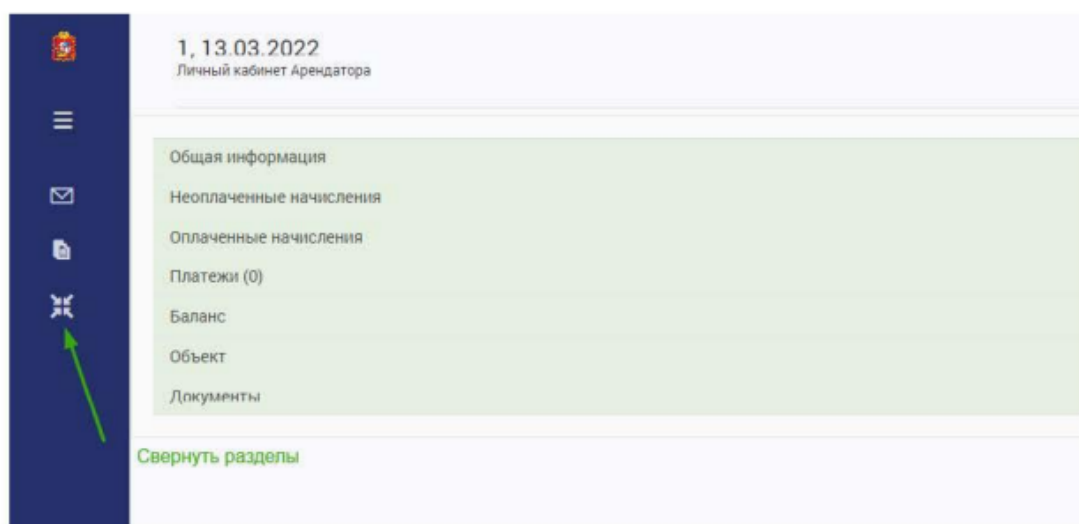 1, 13.03.2022
Личный кабинет Арендатора
Общая информация
Неоплаченные начисления
Оплаченные начисления
Платежи (0)
Баланс
Объект
Документы
Свернуть разделы